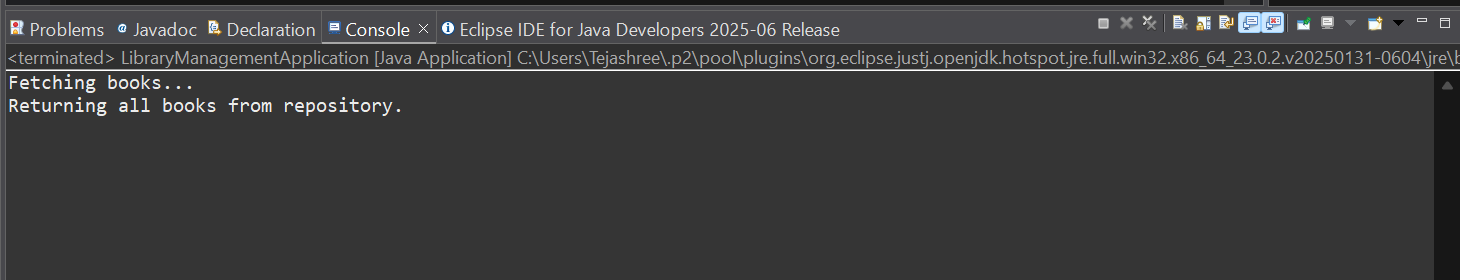 Problems @ Javadoc Declaration Console Eclipse IDE for Java Developers 2025-06 Release
<terminated> LibraryManagementApplication [Java Application] C:\Users\Tejashree\.p2\pool\plugins\org.eclipse.justj.openjdk.hotspot.jre.full.win32.x86_64_23.0.2.v20250131-0604\jre\b
Fetching books...
Returning all books from repository.